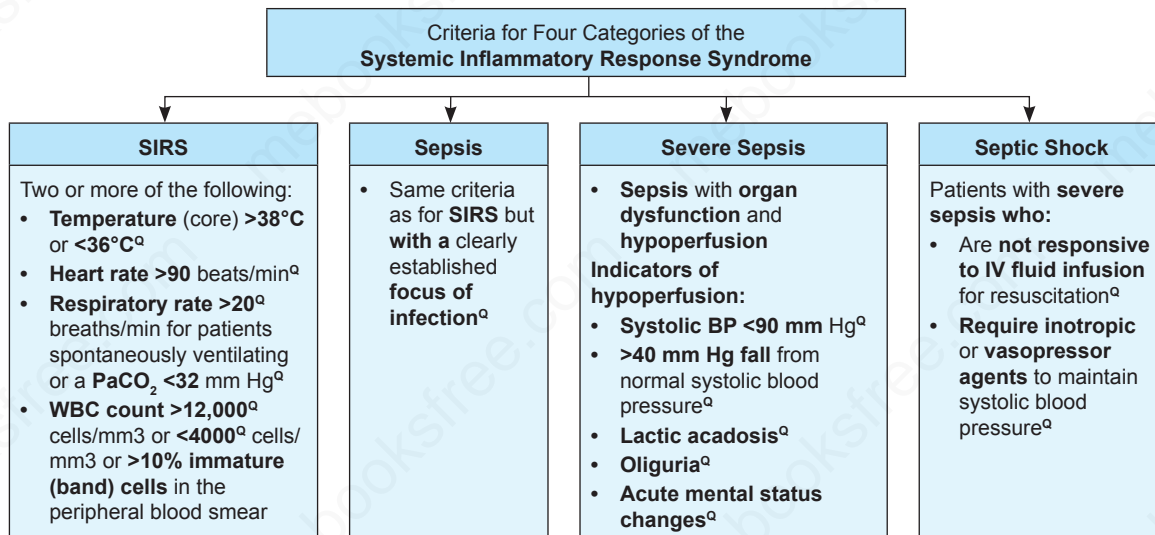 Criteria for Four Categories of the
Systemic Inflammatory Response Syndrome
SIRS
Two or more of the following:
• Temperature (core) >38°C
or <36°CQ
• Heart rate >90 beats/minQ
• Respiratory rate >20Q
breaths/min for patients
spontaneously ventilating
or a PaCO2 <32 mm HgQ
• WBC count >12,000Q
cells/mm3 or <4000Q cells/
mm3 or >10% immature
(band) cells in the
peripheral blood smear
Sepsis
• Same criteria
as for SIRS but
with a clearly
established
focus of
infectionQ
Severe Sepsis
• Sepsis with organ
dysfunction and
hypoperfusion
Indicators of
hypoperfusion:
• Systolic BP <90 mm HgQ
• >40 mm Hg fall from
normal systolic blood
pressureQ
• Lactic acadosisQ
• OliguriaQ
• Acute mental status
changesQ
Septic Shock
Patients with severe
sepsis who:
• Are not responsive
to IV fluid infusion
for resuscitationQ
• Require inotropic
or vasopressor
agents to maintain
systolic blood
pressureQ